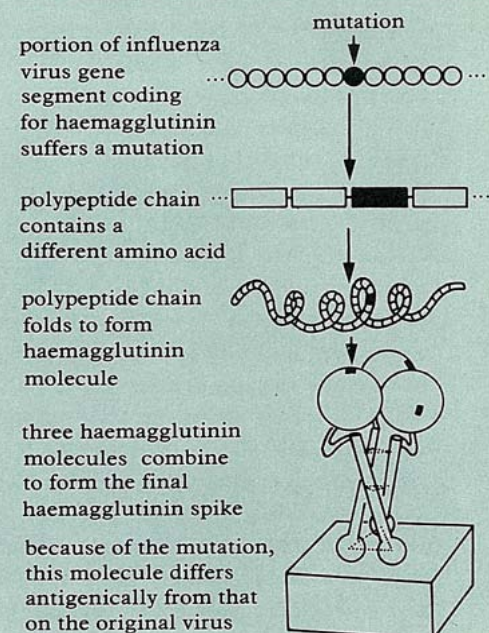 mutation
portion of influenza
virus gene
segment coding
for haemagglutinin
suffers a mutation
polypeptide chain
contains a
different amino acid
polypeptide chain
folds to form
haemagglutinin
molecule
three haemagglutinin
molecules combine
to form the final
haemagglutinin spike
because of the mutation,
this molecule differs
antigenically from that
on the original virus